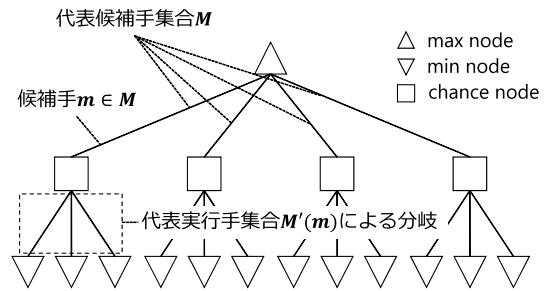 代表候補手集合M
候補手m ∈ M
max node
min node
chance node
代表実行手集合M′(m)による分岐